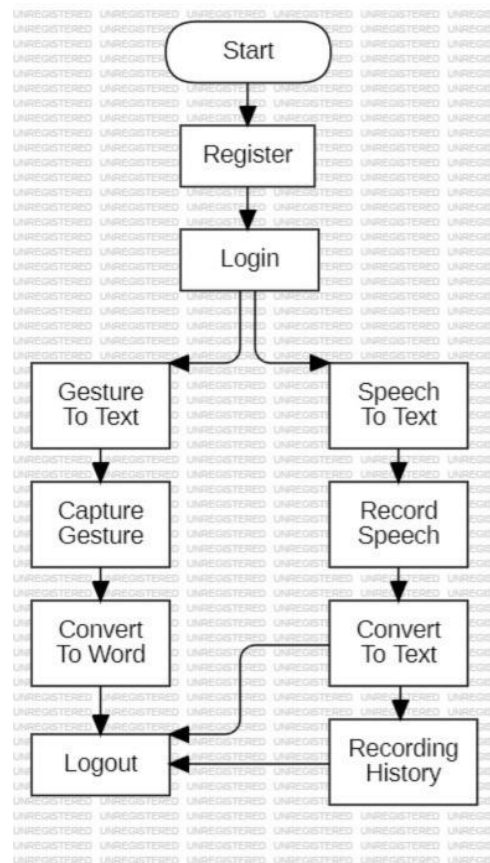 Start
Register
Login
Gesture
To Text
Capture
Gesture
Convert
To Word
Logout
Speech
To Text
Record
Speech
Convert
To Text
Recording
History
UNREGISTERED